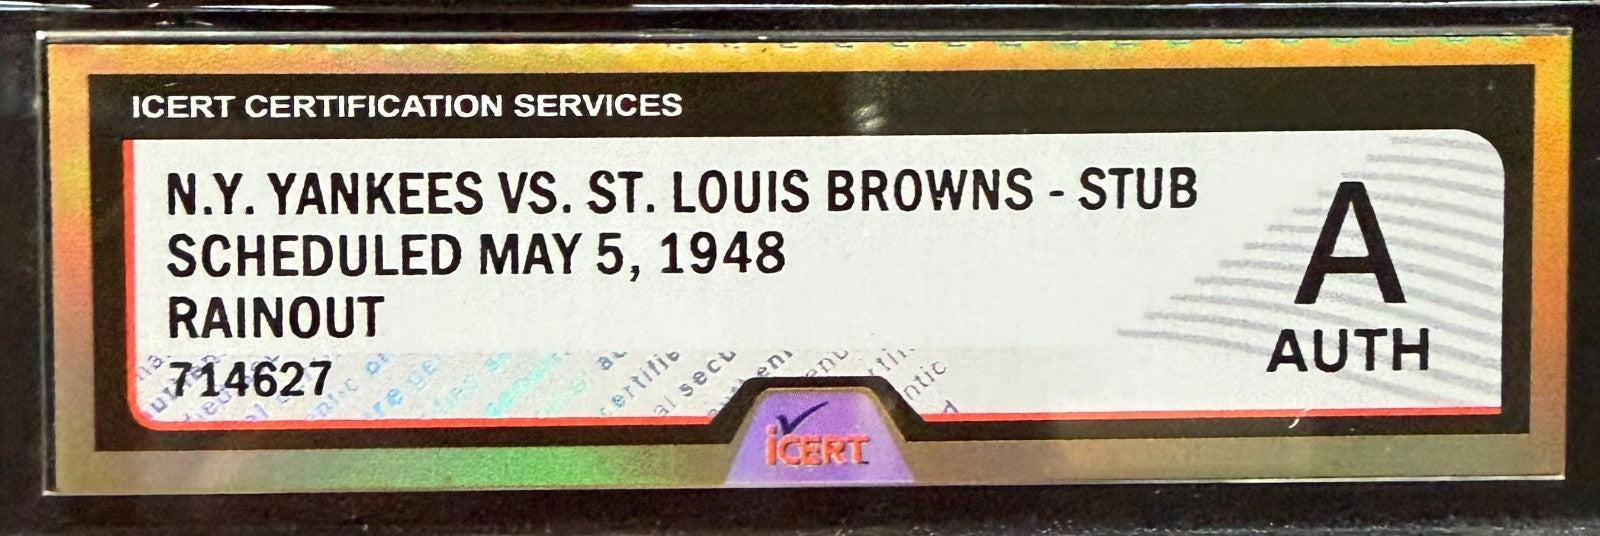 ICERT CERTIFICATION SERVICES
N.Y. YANKEES VS. ST. LOUIS BROWNS - STUB
SCHEDULED MAY 5, 1948
RAINOUT
714627
A
AUTH
iCERT